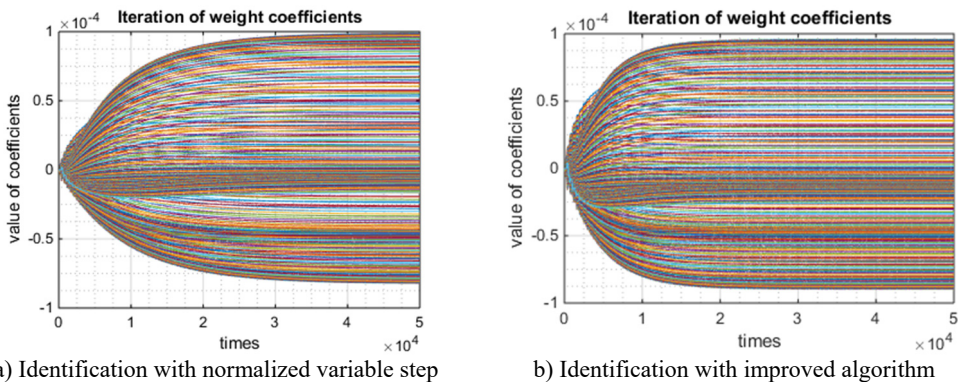 Iteration of weight coefficients
×10⁻⁴
1
0.5
0
-0.5
-1
value of coefficients
0 1 2 3 4 5
times
×10⁴
a) Identification with normalized variable step
Iteration of weight coefficients
×10⁻⁴
1
0.5
0
-0.5
-1
value of coefficients
0 1 2 3 4 5
times
×10⁴
b) Identification with improved algorithm